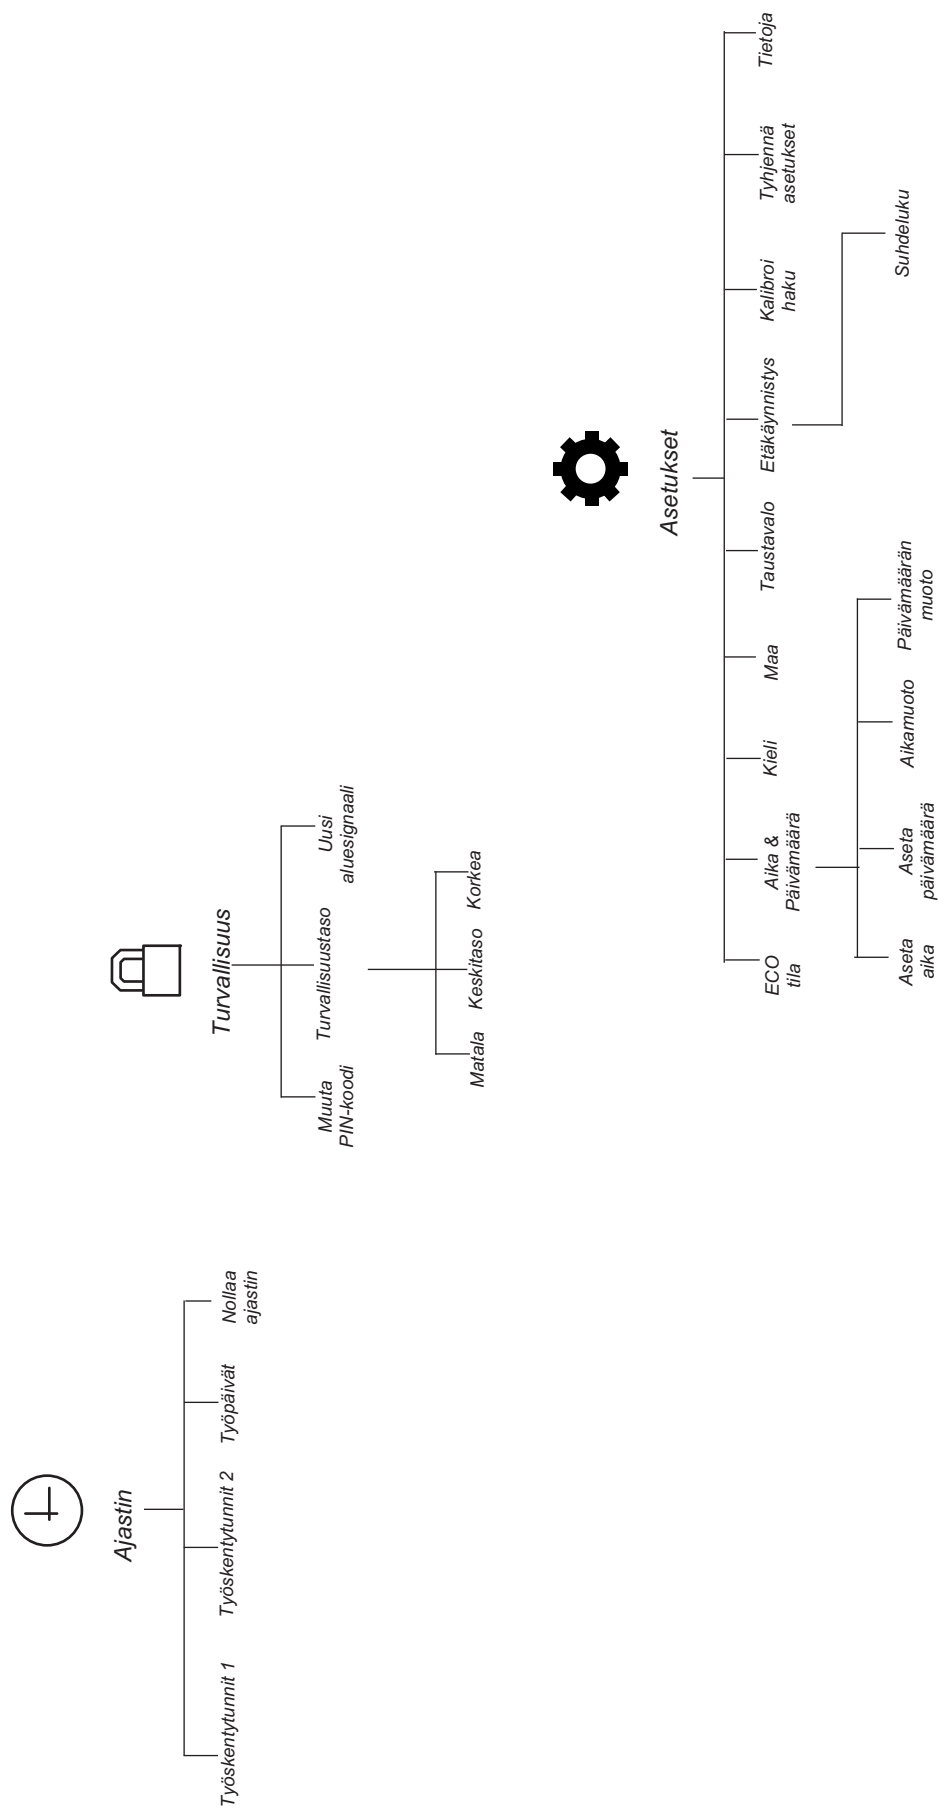 Ajastin
Työskentytunnit 1
Työskentytunnit 2
Työpäivät
Nollaa
ajastin
Turvallisuus
Muuta
PIN-koodi
Turvallisuustaso
Uusi
aluesignaali
Matala
Keskitaso
Korkea
Asetukset
ECO
tila
Aika &
Päivämäärä
Kieli
Maa
Taustavalo
Etäkäynnistys
Kalibroi
haku
Tyhjennä
asetukset
Tietoja
Aseta
aika
Aseta
päivämäärä
Aikamuoto
Päivämäärän
muoto
Suhdeluku